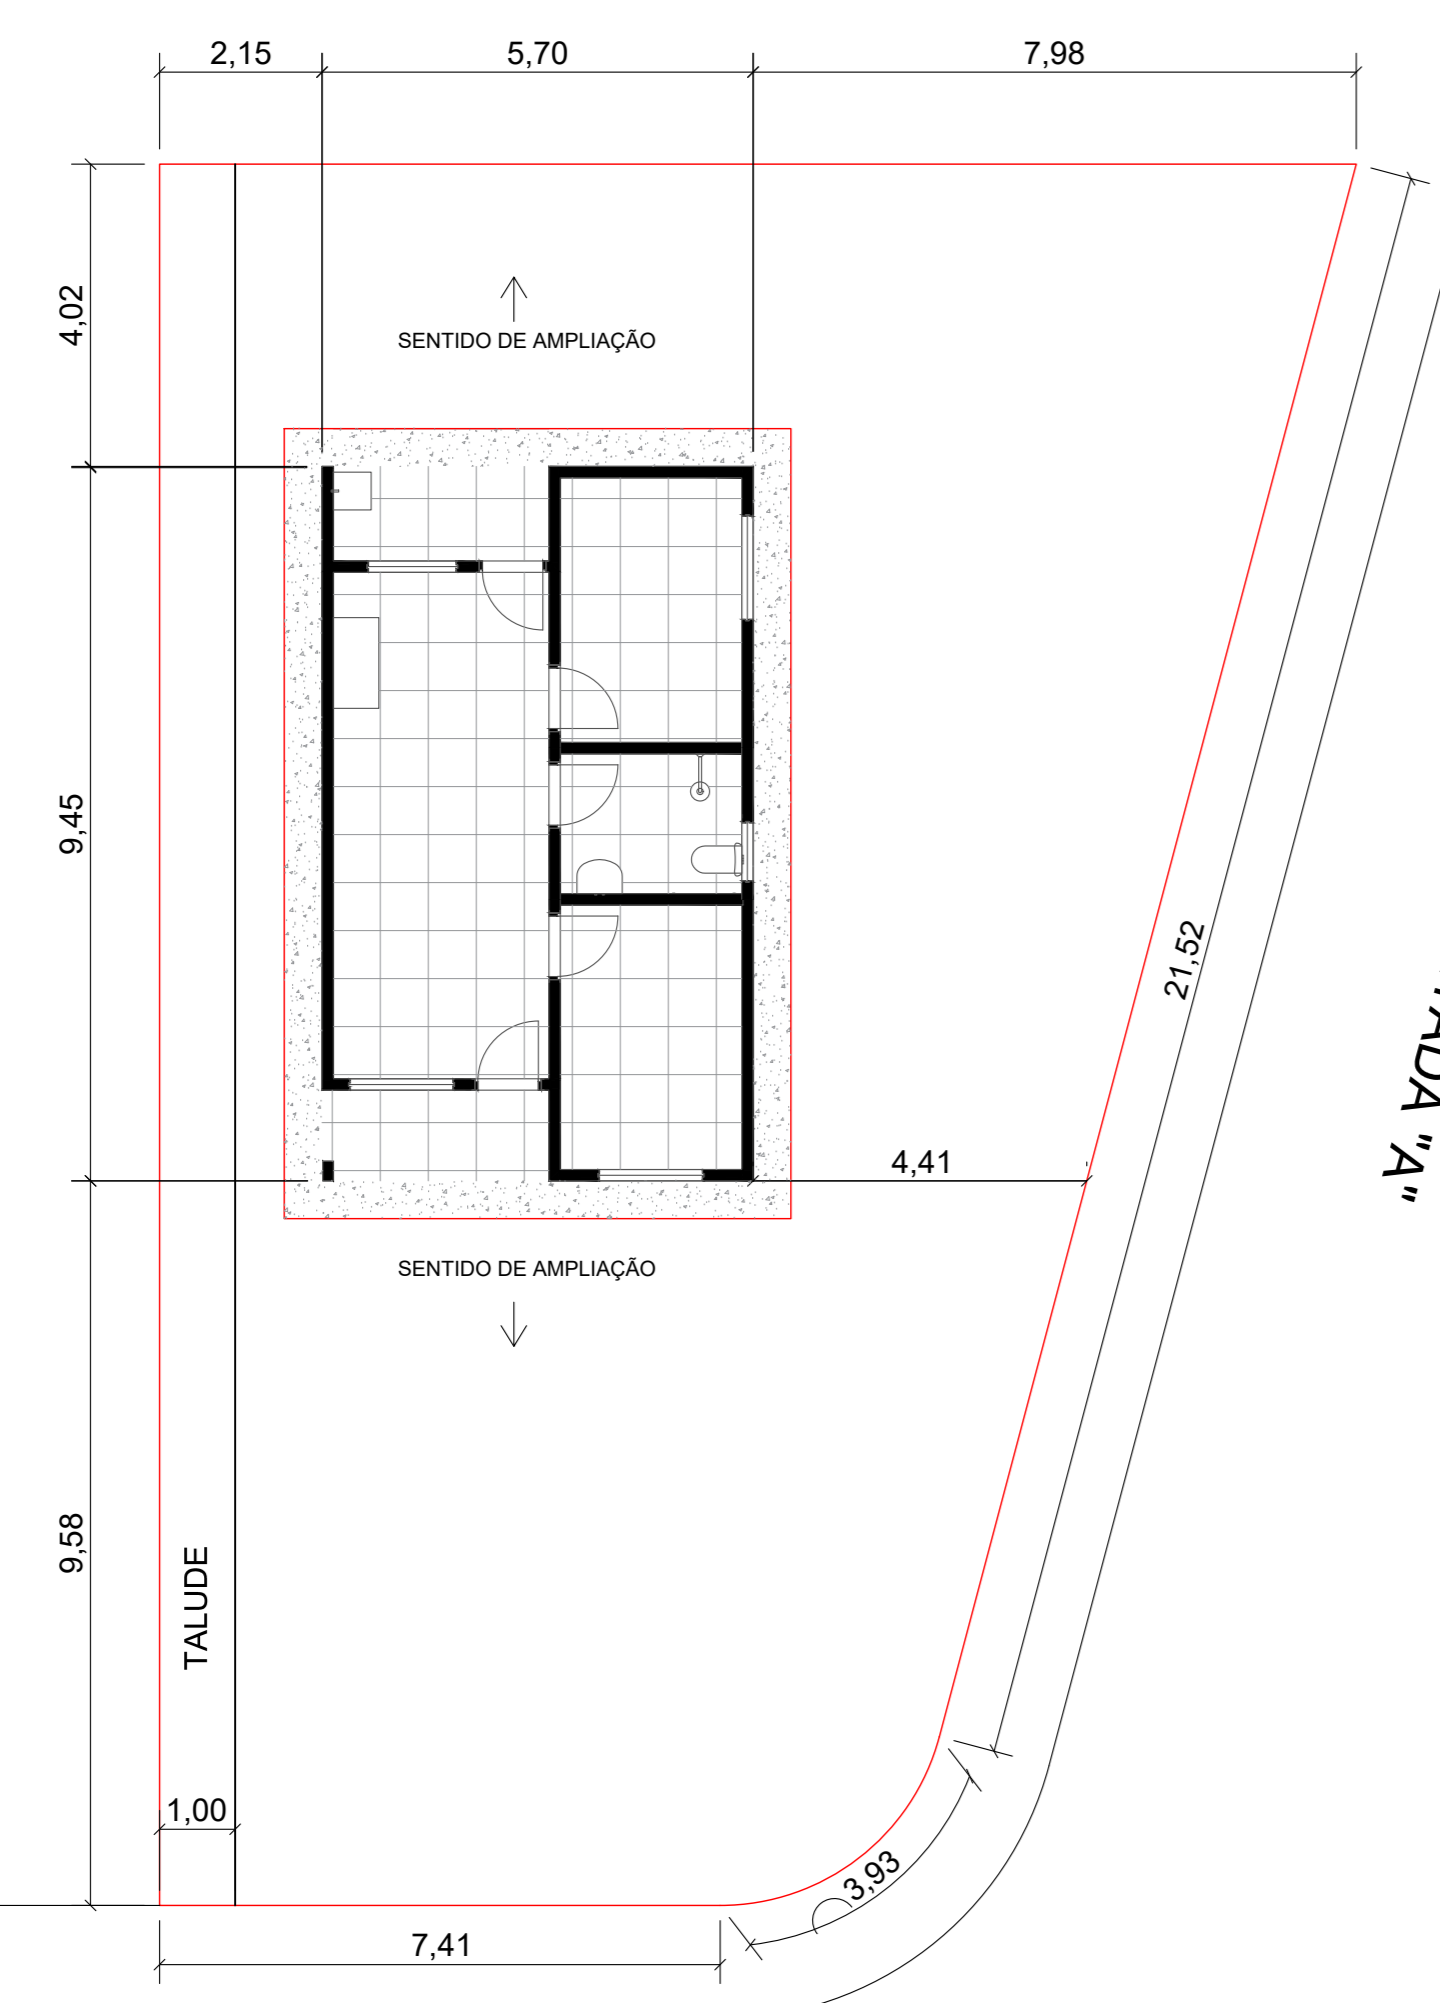 2,15
5,70
7,98
4,02
SENTIDO DE AMPLIAÇÃO
9,45
21,52
"A"
4,41
SENTIDO DE AMPLIAÇÃO
9,58
TALUDE
1,00
3,93
7,41